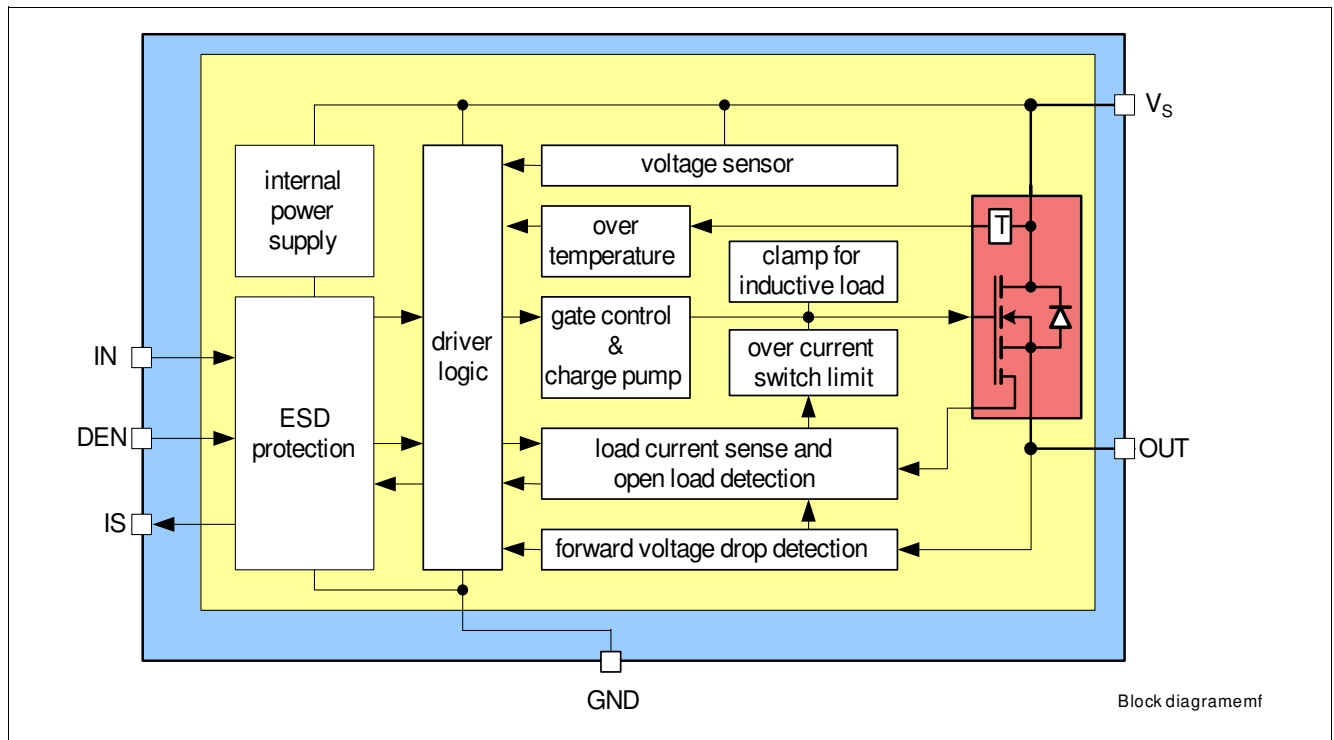 V_S
voltage sensor
internal
power
supply
T
over
temperature
clamp for
inductive load
gate control
&
charge pump
driver
logic
over current
switch limit
IN
ESD
protection
DEN
load current sense and
open load detection
OUT
IS
forward voltage drop detection
GND
Block diagramemf